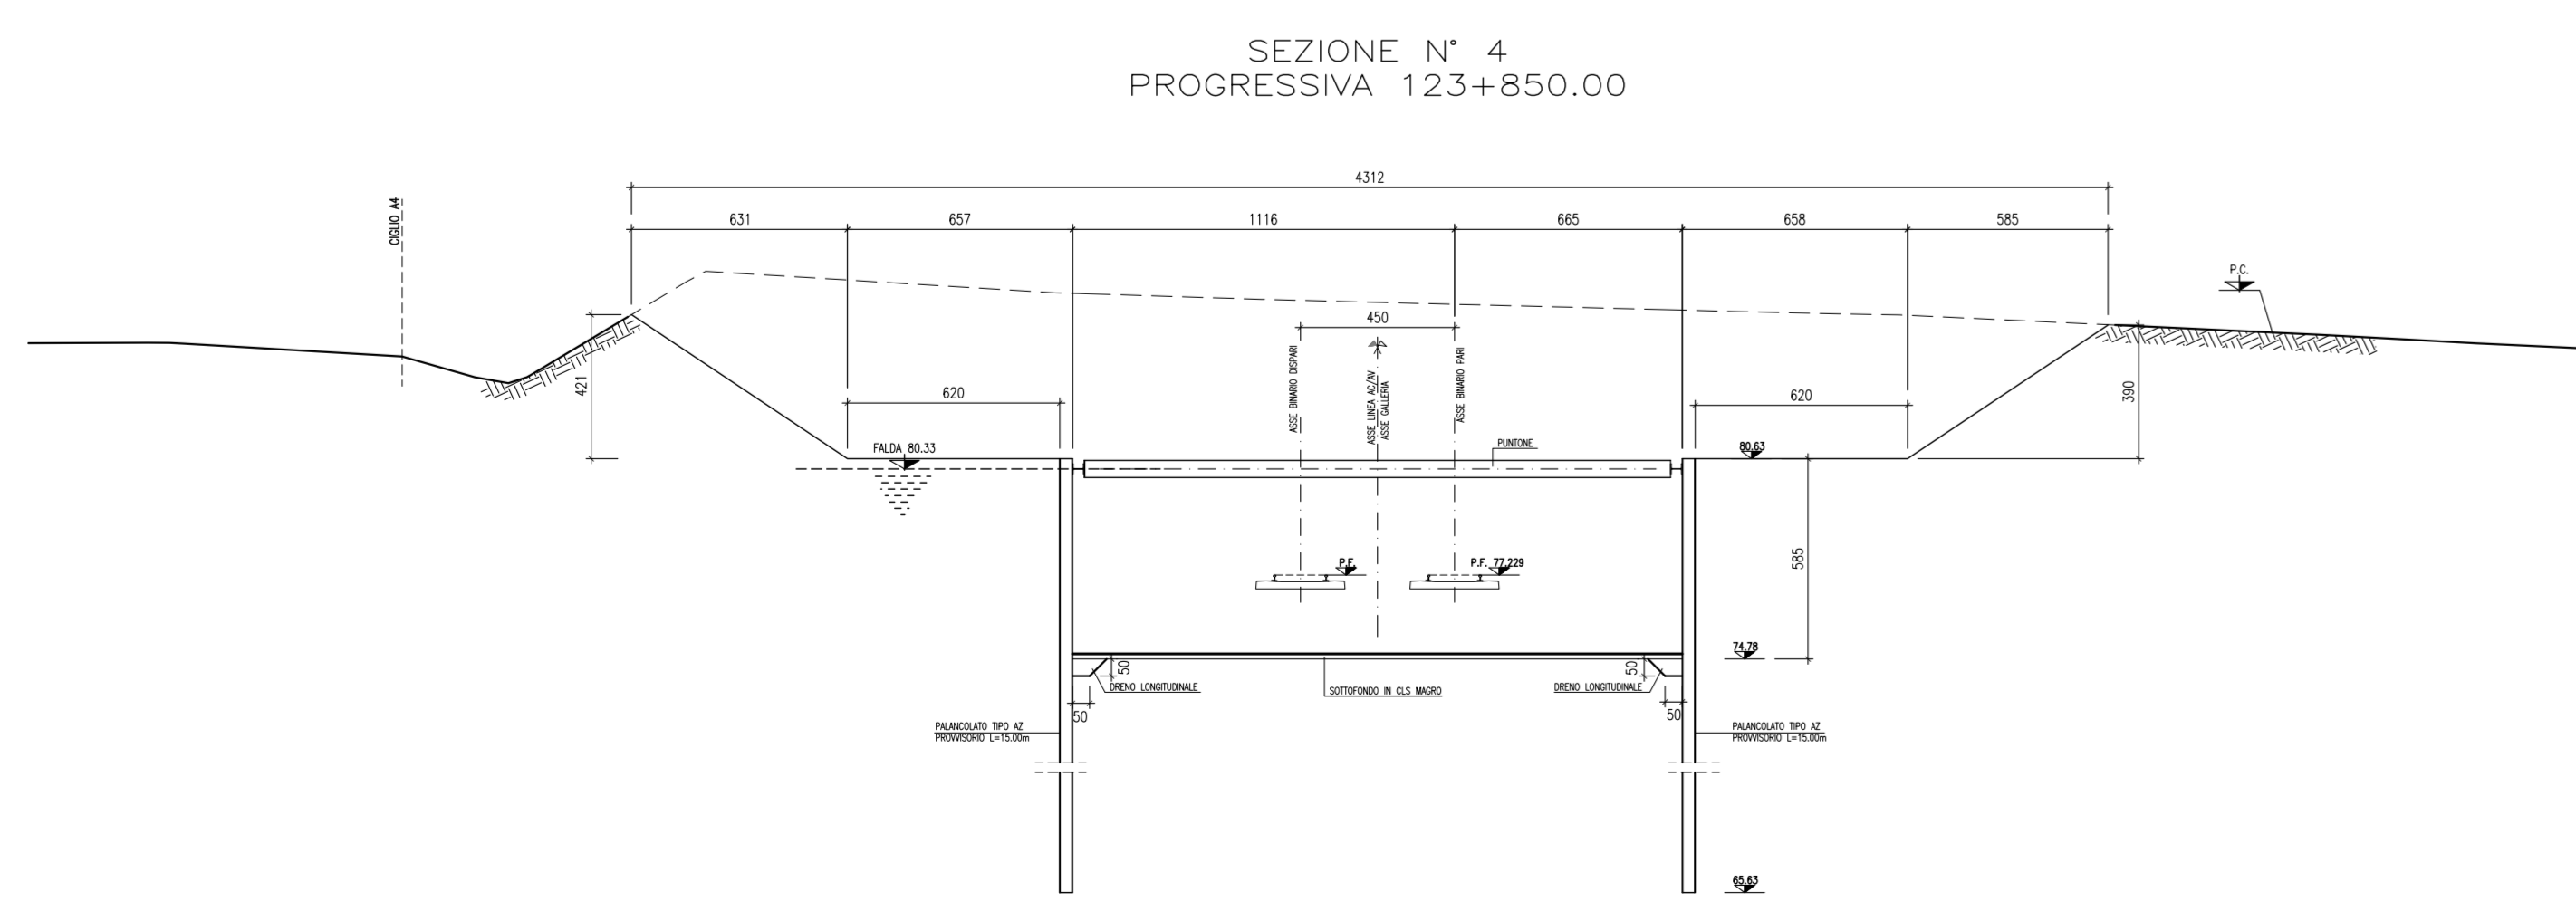 SEZIONE N° 4
PROGRESSIVA 123+850.00
4312
631
657
1116
665
658
585
CIGLIO A4
P.C.
450
421
620
ASSE BINARIO DISPARI
ASSE LINEA AC/AV
ASSE GALLERIA
ASSE BINARIO PARI
620
390
FALDA 80.33
PUNTONE
80.63
P.F.
P.F. 77.229
585
74.78
50
50
DRENO LONGITUDINALE
SOTTOFONDO IN CLS MAGRO
DRENO LONGITUDINALE
50
50
PALANCOLATO TIPO AZ
PROVVISORIO L=15.00m
PALANCOLATO TIPO AZ
PROVVISORIO L=15.00m
65.63